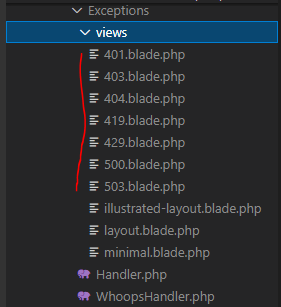 Exceptions
views
401.blade.php
403.blade.php
404.blade.php
419.blade.php
429.blade.php
500.blade.php
503.blade.php
illustrated-layout.blade.php
layout.blade.php
minimal.blade.php
Handler.php
WhoopsHandler.php